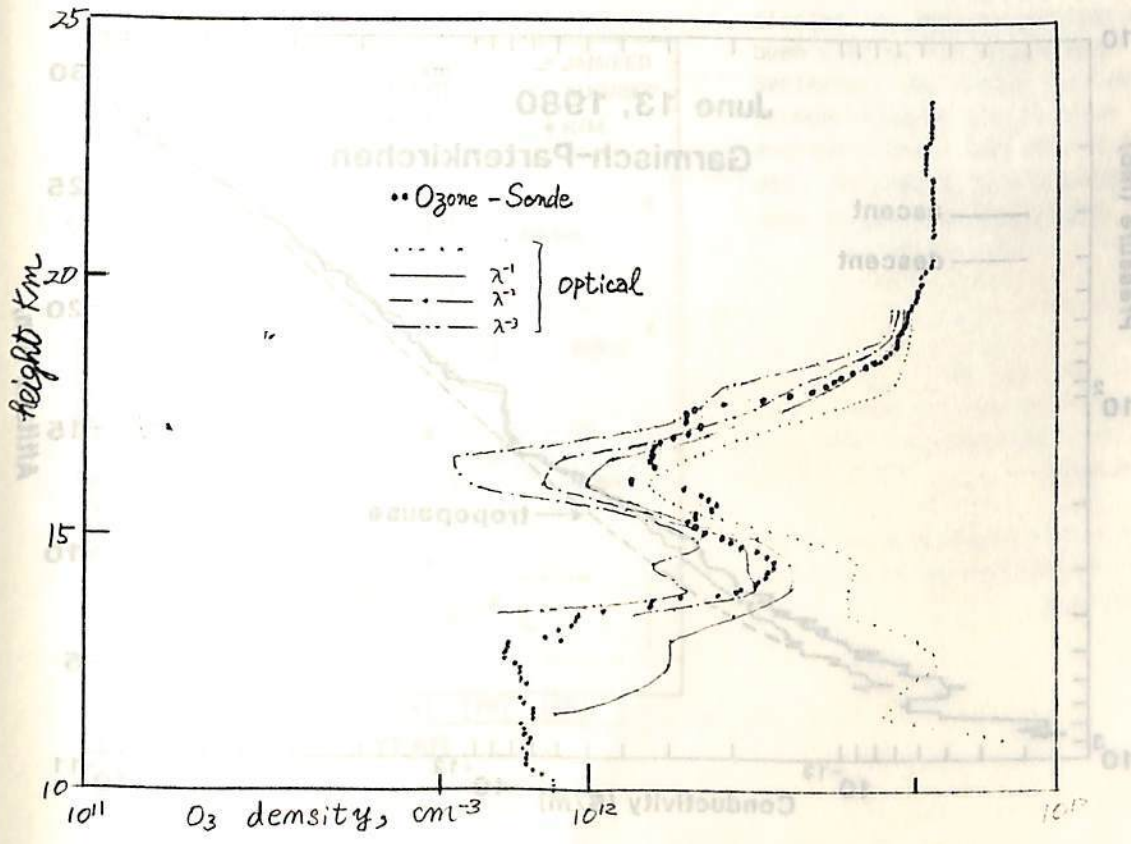 25
•• Ozone - Sonde
λ⁻¹
λ⁻²
λ⁻³
optical
20
height Km
15
10
10¹¹
O₃ density, cm⁻³
10¹²
June 13, 1980
Garmisch-Partenkirchen
ascent
descent
tropopause
Conductivity